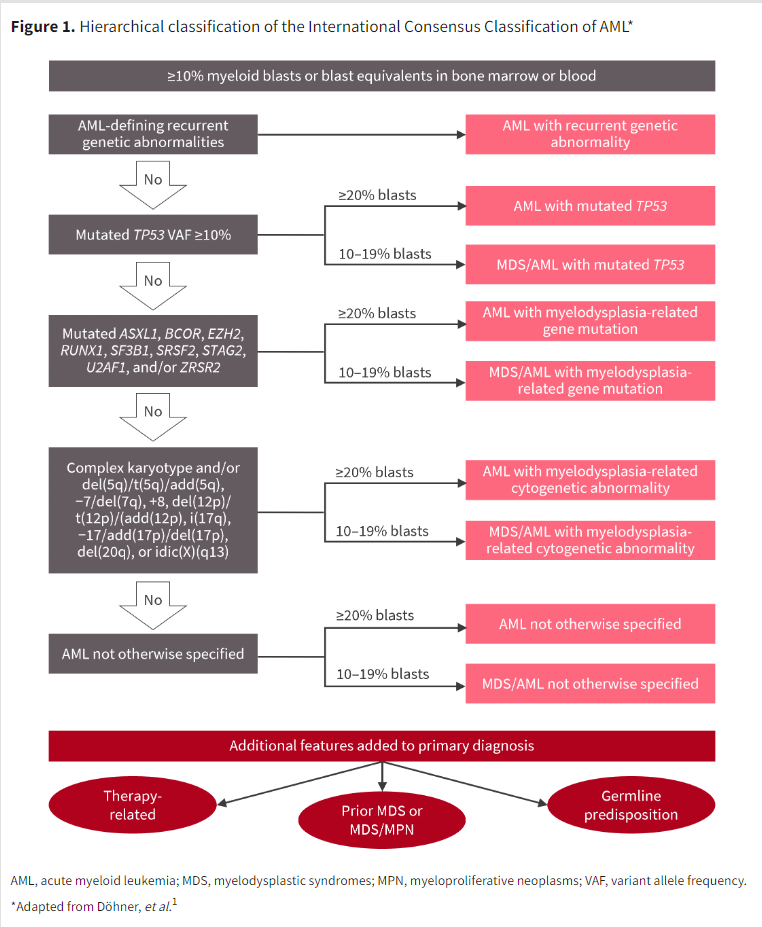 Figure 1. Hierarchical classification of the International Consensus Classification of AML*
≥10% myeloid blasts or blast equivalents in bone marrow or blood
AML-defining recurrent
genetic abnormalities
AML with recurrent genetic
abnormality
No
Mutated TP53 VAF ≥10%
≥20% blasts
AML with mutated TP53
10–19% blasts
MDS/AML with mutated TP53
No
Mutated ASXL1, BCOR, EZH2,
RUNX1, SF3B1, SRSF2, STAG2,
U2AF1, and/or ZRSR2
≥20% blasts
AML with myelodysplasia-related
gene mutation
10–19% blasts
MDS/AML with myelodysplasia-
related gene mutation
No
Complex karyotype and/or
del(5q)/t(5q)/add(5q),
−7/del(7q), +8, del(12p)/
t(12p)/(add(12p), i(17q),
−17/add(17p)/del(17p),
del(20q), or idic(X)(q13)
≥20% blasts
AML with myelodysplasia-related
cytogenetic abnormality
10–19% blasts
MDS/AML with myelodysplasia-
related cytogenetic abnormality
No
AML not otherwise specified
≥20% blasts
AML not otherwise specified
10–19% blasts
MDS/AML not otherwise specified
Additional features added to primary diagnosis
Therapy-
related
Prior MDS or
MDS/MPN
Germline
predisposition
AML, acute myeloid leukemia; MDS, myelodysplastic syndromes; MPN, myeloproliferative neoplasms; VAF, variant allele frequency.
*Adapted from Döhner, et al.1